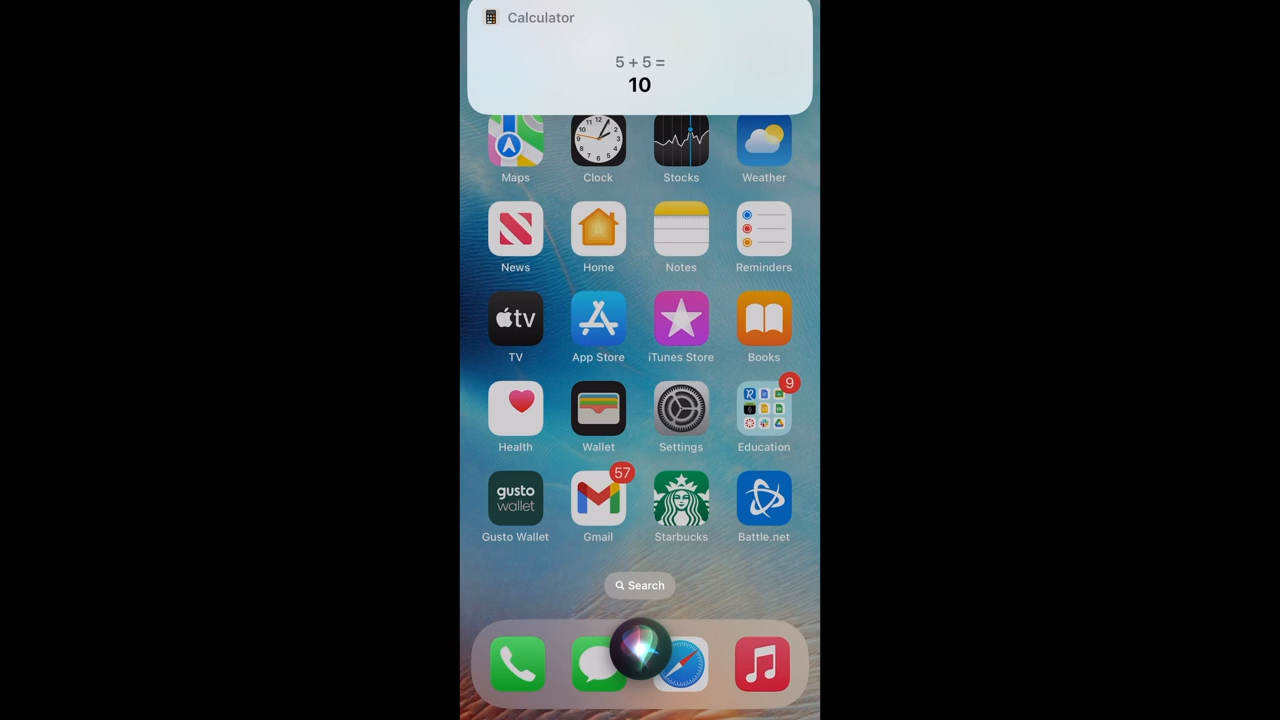 Calculator
5 + 5 =
10
Maps Clock Stocks Weather
News Home Notes Reminders
tv
TV App Store iTunes Store Books
9
Health Wallet Settings Education
57
gusto
wallet
Gusto Wallet Gmail Starbucks Battle.net
Search